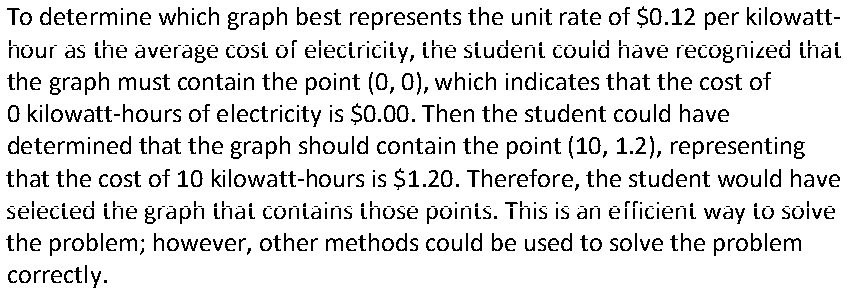 To determine which graph best represents the unit rate of $0.12 per kilowatt-
hour as the average cost of electricity, the student could have recognized that
the graph must contain the point (0, 0), which indicates that the cost of
0 kilowatt-hours of electricity is $0.00. Then the student could have
determined that the graph should contain the point (10, 1.2), representing
that the cost of 10 kilowatt-hours is $1.20. Therefore, the student would have
selected the graph that contains those points. This is an efficient way to solve
the problem; however, other methods could be used to solve the problem
correctly.